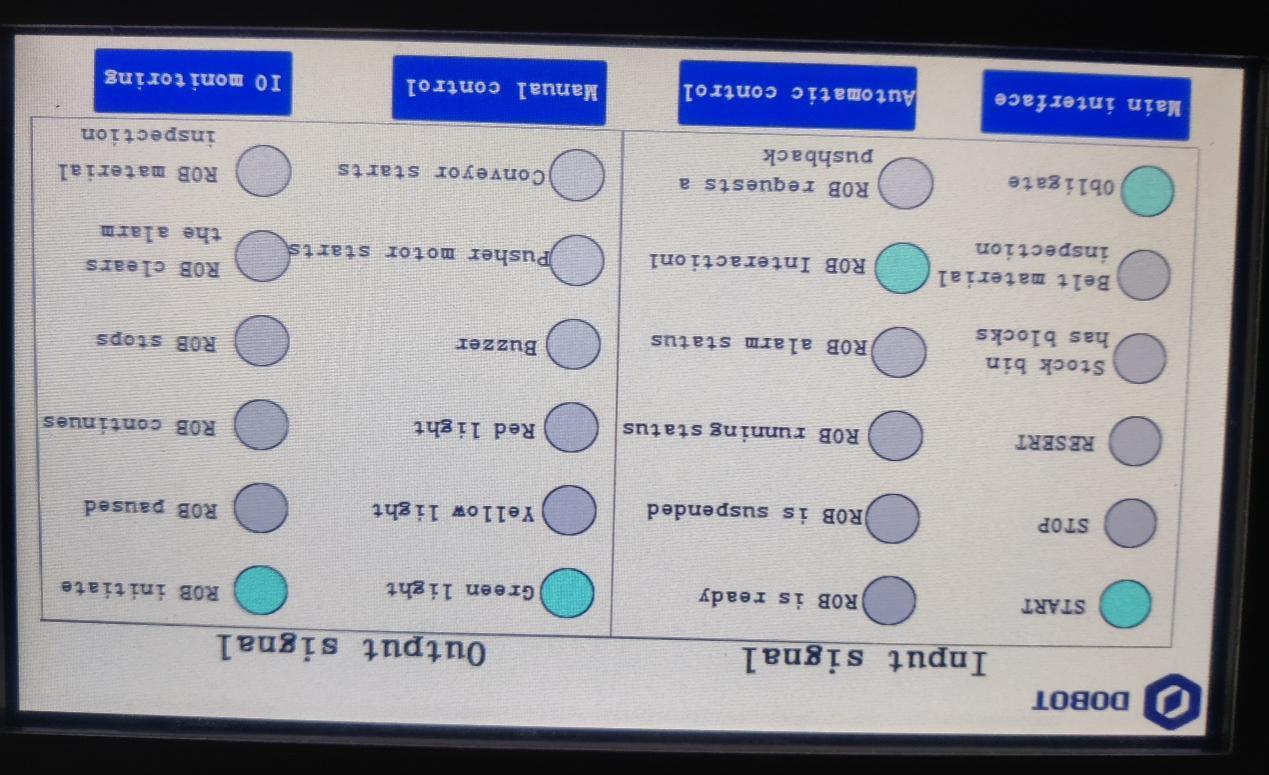 DOBOT
Input signal
Output signal
START
ROB is ready
Green light
ROB initiate
STOP
ROB is suspended
Yellow light
ROB paused
RESERT
ROB running status
Red light
ROB continues
Stock bin
has blocks
ROB alarm status
Buzzer
ROB stops
Belt material
inspection
ROB Interaction1
Pusher motor starts
ROB clears
the alarm
Obligate
ROB requests a
pushback
Conveyor starts
ROB material
inspection
Main interface
Automatic control
Manual control
IO monitoring